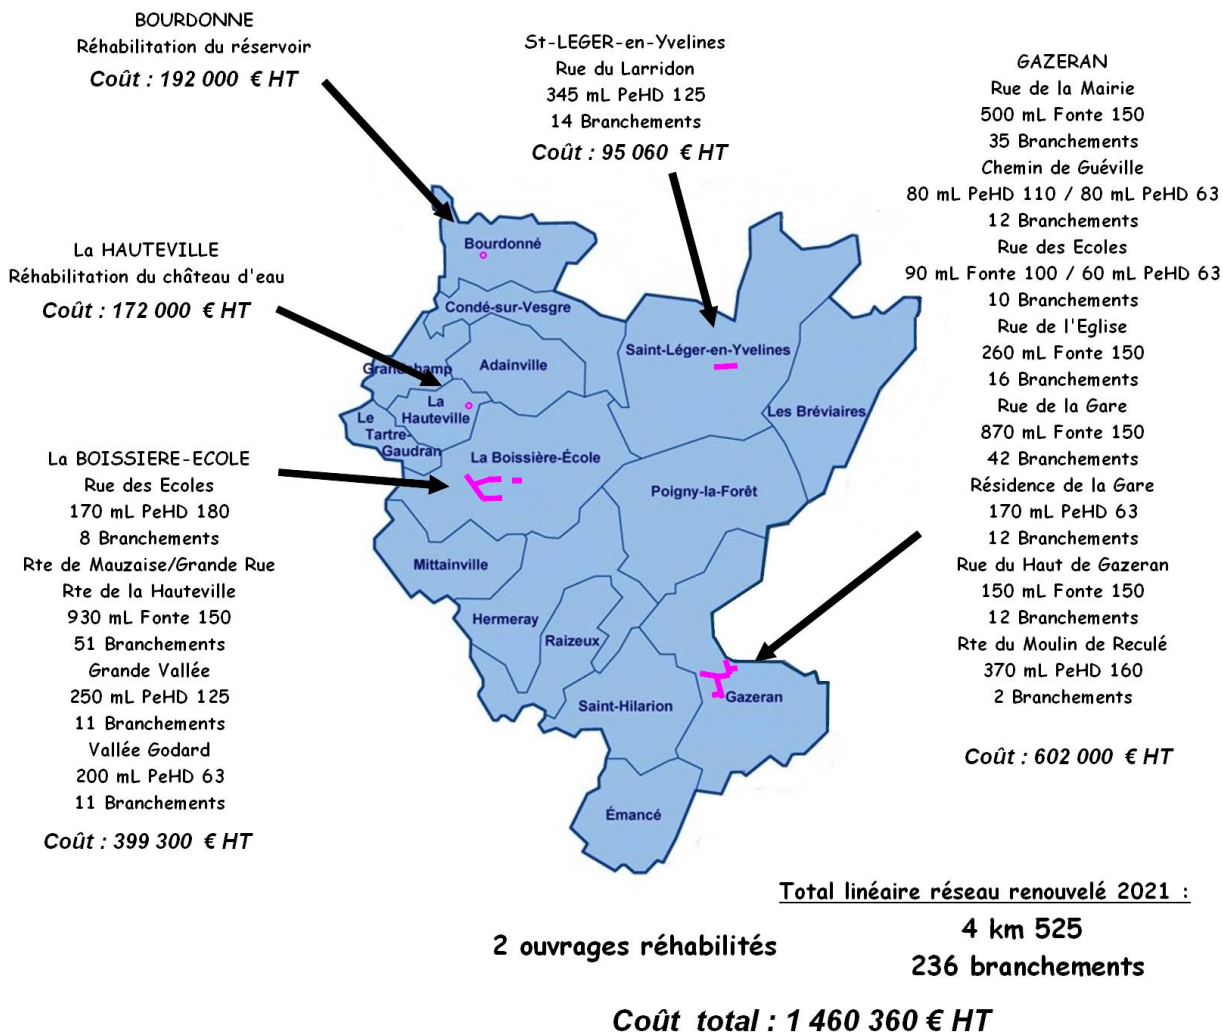 BOURDONNE
Réhabilitation du réservoir
Coût : 192 000 € HT
St-LEGER-en-Yvelines
Rue du Larridon
345 mL PeHD 125
14 Branchements
Coût : 95 060 € HT
GAZERAN
Rue de la Mairie
500 mL Fonte 150
35 Branchements
Chemin de Guéville
80 mL PeHD 110 / 80 mL PeHD 63
12 Branchements
Rue des Ecoles
90 mL Fonte 100 / 60 mL PeHD 63
10 Branchements
Rue de l'Eglise
260 mL Fonte 150
16 Branchements
Rue de la Gare
870 mL Fonte 150
42 Branchements
Résidence de la Gare
170 mL PeHD 63
12 Branchements
Rue du Haut de Gazeran
150 mL Fonte 150
12 Branchements
Rte du Moulin de Reculé
370 mL PeHD 160
2 Branchements
Coût : 602 000 € HT
La HAUTEVILLE
Réhabilitation du château d'eau
Coût : 172 000 € HT
La BOISSIERE-ECOLE
Rue des Ecoles
170 mL PeHD 180
8 Branchements
Rte de Mauzaise/Grande Rue
Rte de la Hauteville
930 mL Fonte 150
51 Branchements
Grande Vallée
250 mL PeHD 125
11 Branchements
Vallée Godard
200 mL PeHD 63
11 Branchements
Coût : 399 300 € HT
Bourdonné
Condé-sur-Vesgre
Grandchamp
Adainville
Saint-Léger-en-Yvelines
La
Hauteville
Le
Tartre-
Gaudran
Les Bréviaires
La Boissière-École
Poigny-la-Forêt
Mittainville
Hermeray
Raizeux
Saint-Hilarion
Gazeran
Émancé
Total linéaire réseau renouvelé 2021 :
4 km 525
236 branchements
2 ouvrages réhabilités
Coût total : 1 460 360 € HT